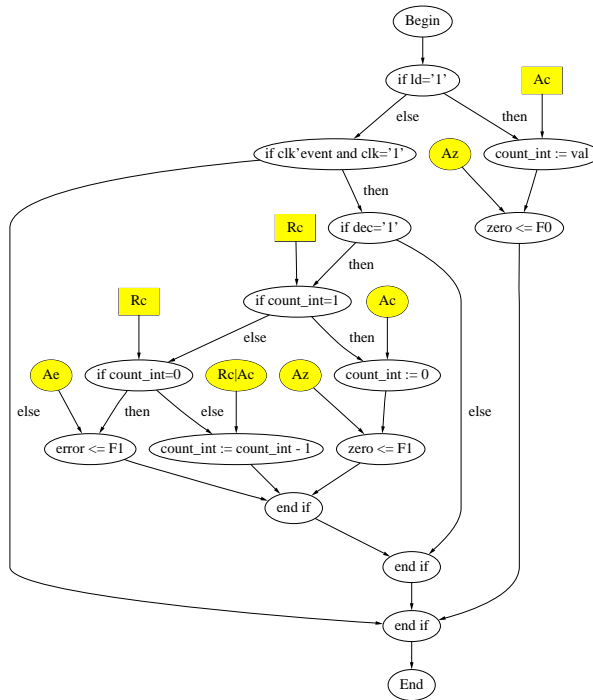 Begin
if ld='1'
Ac
else
then
if clk'event and clk='1'
Az
count_int := val
then
Rc
if dec='1'
zero <= F0
then
Rc
if count_int=1
Ac
else
then
Ae
if count_int=0
Rc|Ac
Az
count_int := 0
else
then
else
else
error <= F1
count_int := count_int - 1
zero <= F1
end if
end if
end if
End